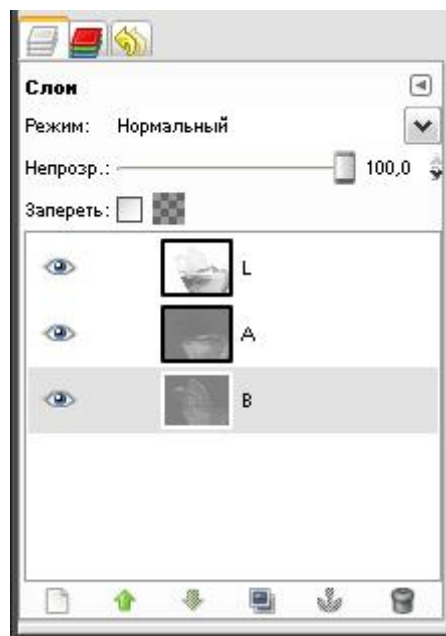 Слои
Режим: Нормальный
Непрозр.: 100,0
Запереть:
L
A
B